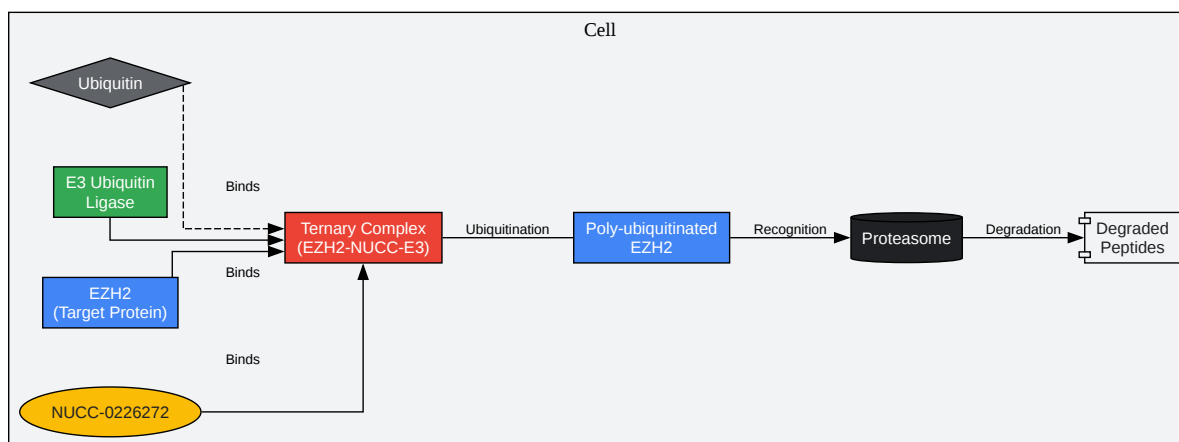 Cell
Ubiquitin
E3 Ubiquitin
Ligase
Binds
Ternary Complex
(EZH2-NUCC-E3)
Ubiquitination
Poly-ubiquitinated
EZH2
Recognition
Proteasome
Degradation
Degraded
Peptides
Binds
EZH2
(Target Protein)
Binds
NUCC-0226272